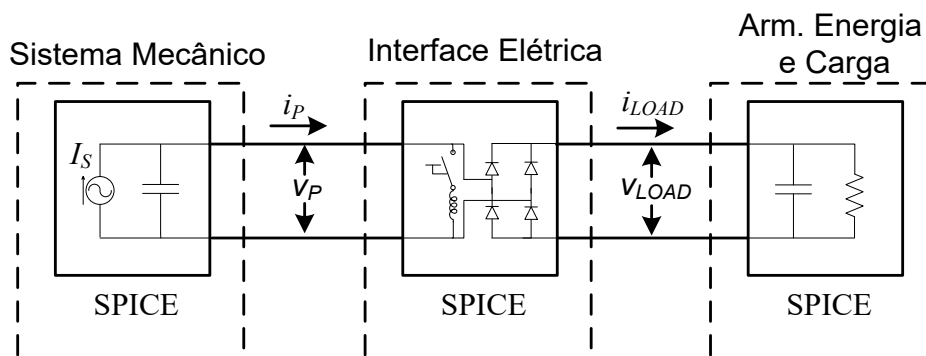 Sistema Mecânico
Interface Elétrica
Arm. Energia
e Carga
i_P
i_LOAD
I_S
v_P
v_LOAD
SPICE
SPICE
SPICE